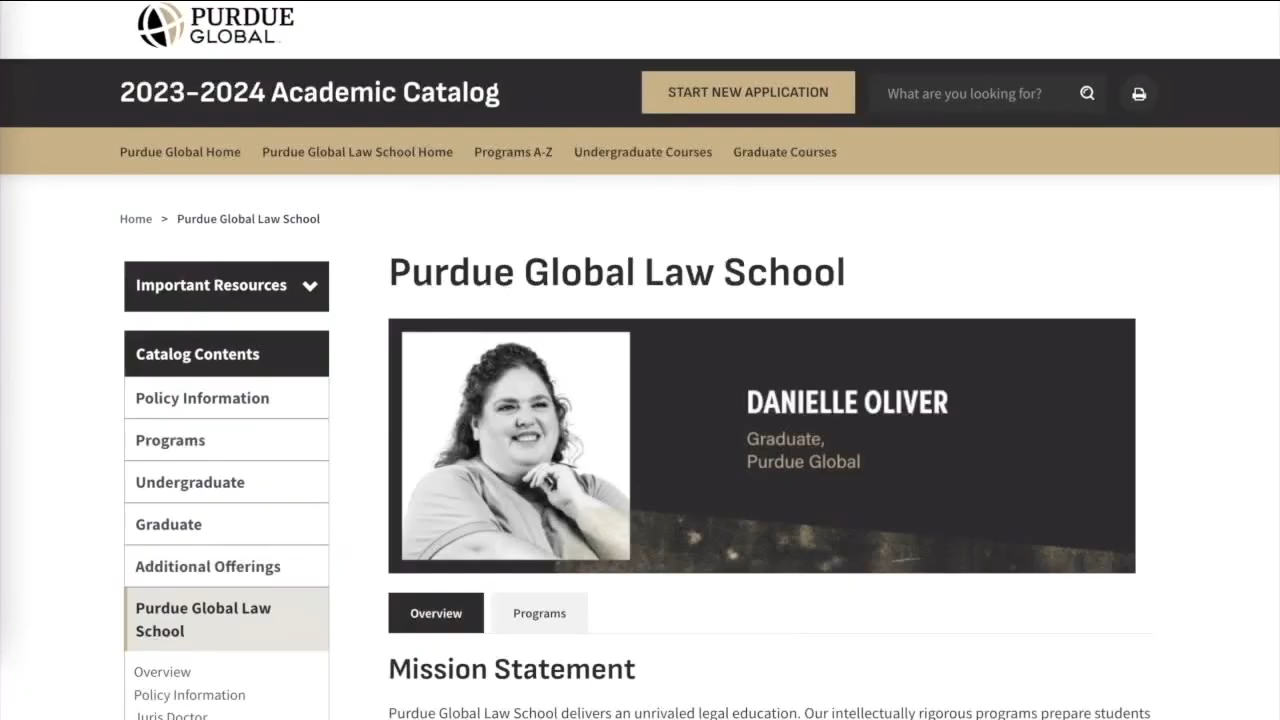 PURDUE
GLOBAL
2023-2024 Academic Catalog
START NEW APPLICATION
What are you looking for?
Purdue Global Home
Purdue Global Law School Home
Programs A-Z
Undergraduate Courses
Graduate Courses
Home > Purdue Global Law School
Important Resources
Catalog Contents
Policy Information
Programs
Undergraduate
Graduate
Additional Offerings
Purdue Global Law
School
Overview
Policy Information
Juris Doctor
Purdue Global Law School
DANIELLE OLIVER
Graduate,
Purdue Global
Overview
Programs
Mission Statement
Purdue Global Law School delivers an unrivaled legal education. Our intellectually rigorous programs prepare students